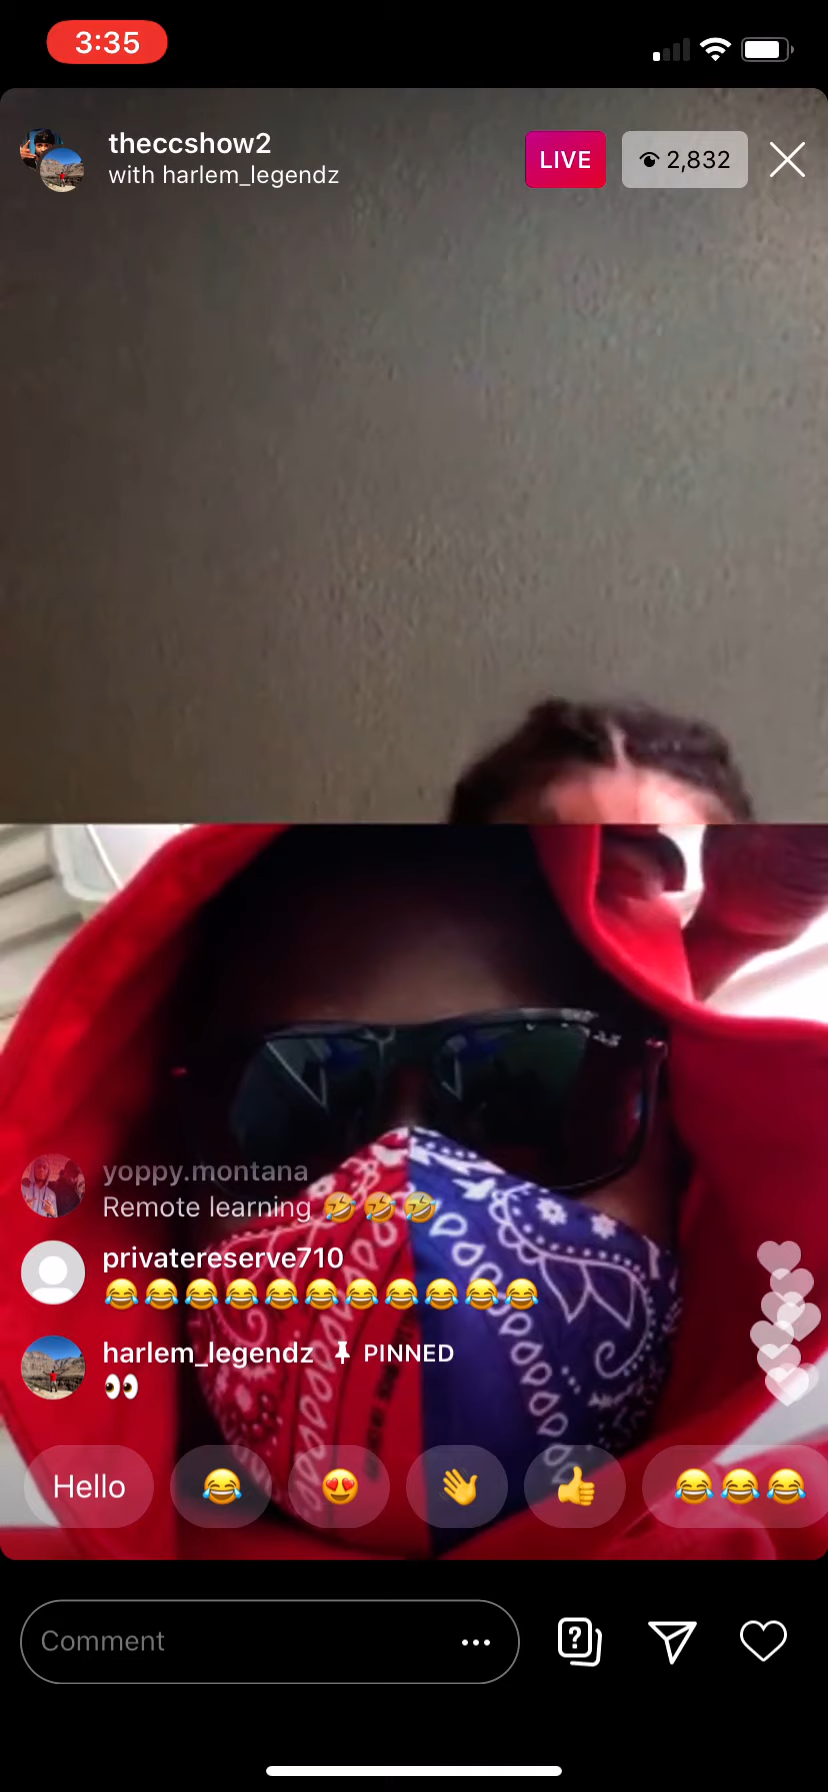 3:35
theccshow2
with harlem_legendz
LIVE
2,832
yoppy.montana
Remote learning 🤣🤣🤣
privatereserve710
😂😂😂😂😂😂😂😂😂😂😂
harlem_legendz PINNED
👀
Hello 😂 😍 👋 👍 😂😂😂
Comment